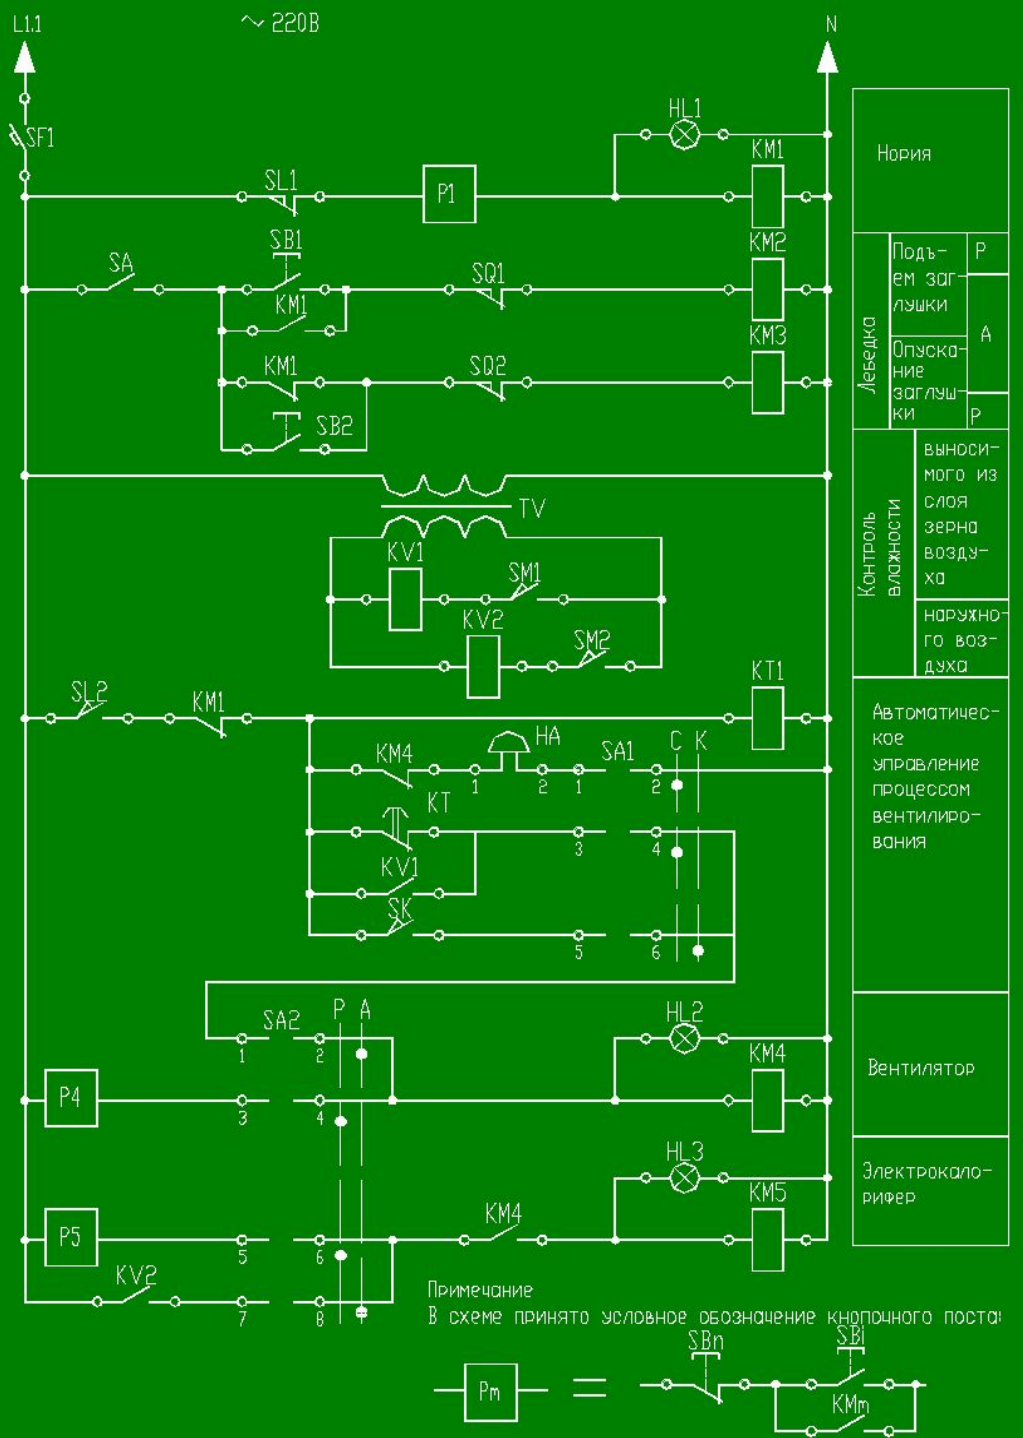 L1.1
~ 220В
N
SF1
HL1
KM1
SL1
P1
Нория
SB1
KM2
SA
SQ1
KM1
Подъ-
ем заг-
лушки
P
KM3
A
KM1
SQ2
SB2
Лебедка
Опуска-
ние
заглуш-
ки
P
TV
KV1
SM1
KV2
SM2
Контроль
влажности
выноси-
мого из
слоя
зерна
возду-
ха
наружно-
го воз-
духа
SL2
KM1
KT1
Автоматичес-
кое
управление
процессом
вентилиро-
вания
KM4
HA
SA1
С К
1
2
1
2
KT
3
4
KV1
SK
5
6
P A
SA2
1
2
HL2
KM4
Вентилятор
P4
3
4
HL3
KM5
Электрокало-
рифер
P5
5
6
KM4
KV2
7
8
Примечание
В схеме принято условное обозначение кнопочного поста:
Pm
=
SBn
SBi
KMm